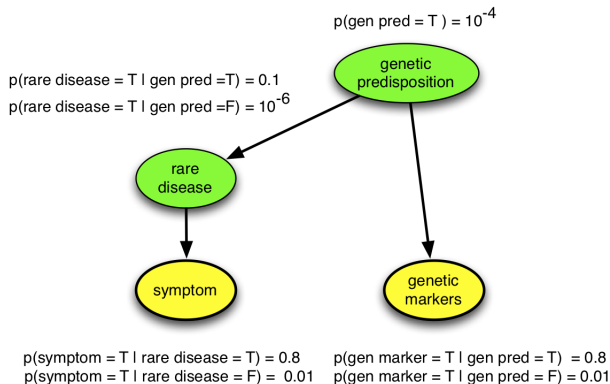 p(gen pred = T ) = 10^-4
genetic
predisposition
p(rare disease = T | gen pred =T) = 0.1
p(rare disease = T | gen pred =F) = 10^-6
rare
disease
symptom
genetic
markers
p(symptom = T | rare disease = T) = 0.8
p(symptom = T | rare disease = F) = 0.01
p(gen marker = T | gen pred = T) = 0.8
p(gen marker = T | gen pred = F) = 0.01